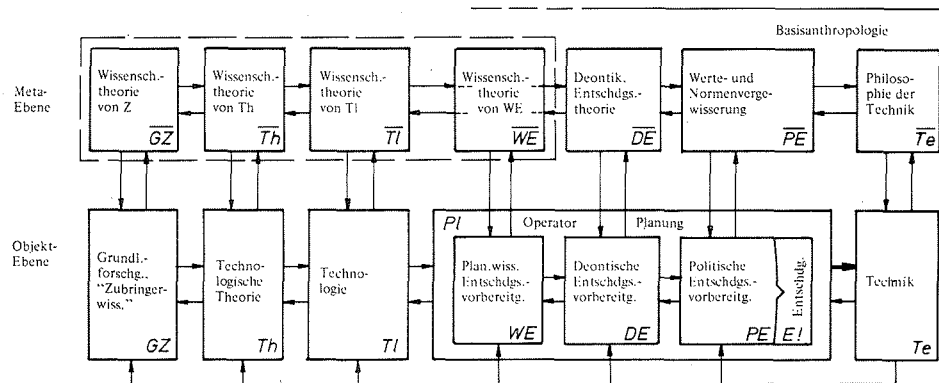 Basisanthropologie
Meta-
Ebene
Wissensch.-
theorie
von Z
GZ
Wissensch.-
theorie
von Th
Th
Wissensch.-
theorie
von Tl
Tl
Wissensch.-
theorie
von WE
WE
Deontik,
Entschdgs.-
theorie
DE
Werte- und
Normenverge-
wisserung
PE
Philoso-
phie der
Technik
Te
Objekt-
Ebene
Grundl.-
forschg.,
"Zubringer-
wiss."
GZ
Techno-
logische
Theorie
Th
Techno-
logie
Tl
Pl Operator Planung
Plan.wiss.
Entschdgs.-
vorbereitg.
WE
Deontische
Entschdgs.-
vorbereitg.
DE
Politische
Entschdgs.-
vorbereitg.
PE
Entschdg.
E!
Technik
Te